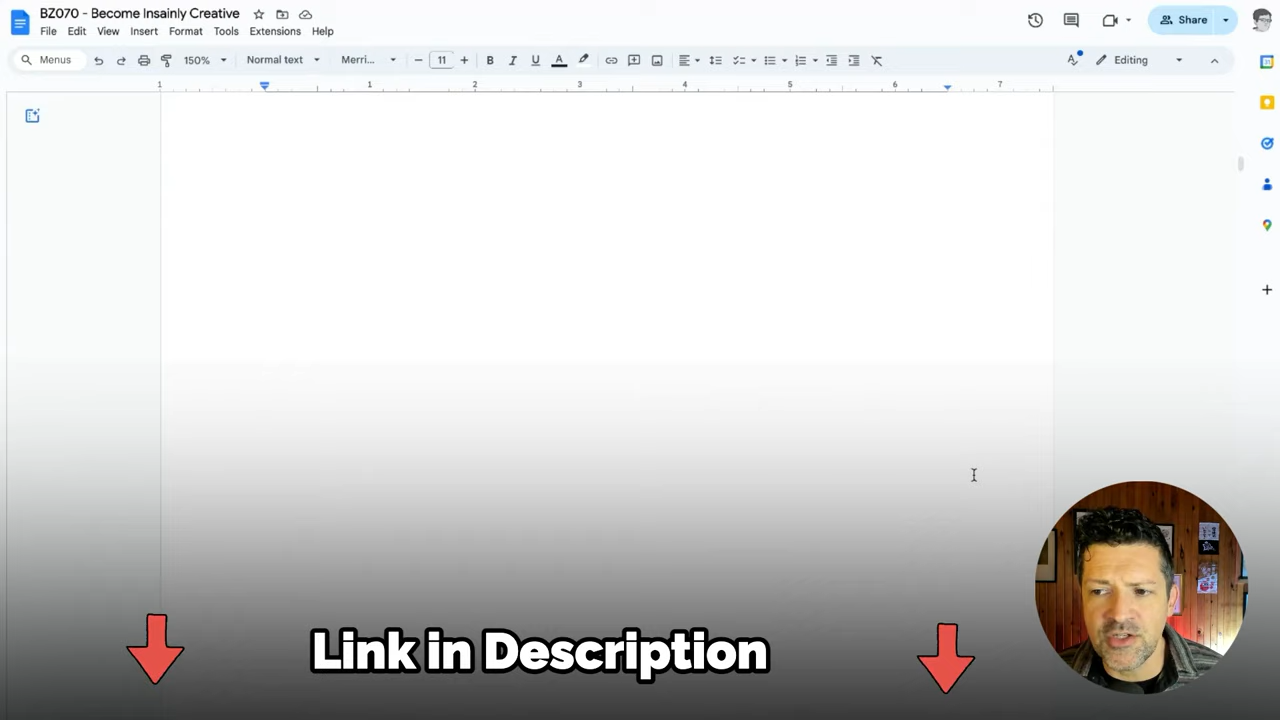 BZ070 - Become Insainly Creative
File Edit View Insert Format Tools Extensions Help
Share
Menus
150%
Normal text
Merri...
11
Editing
1 1 2 3 4 5 6 7
Link in Description